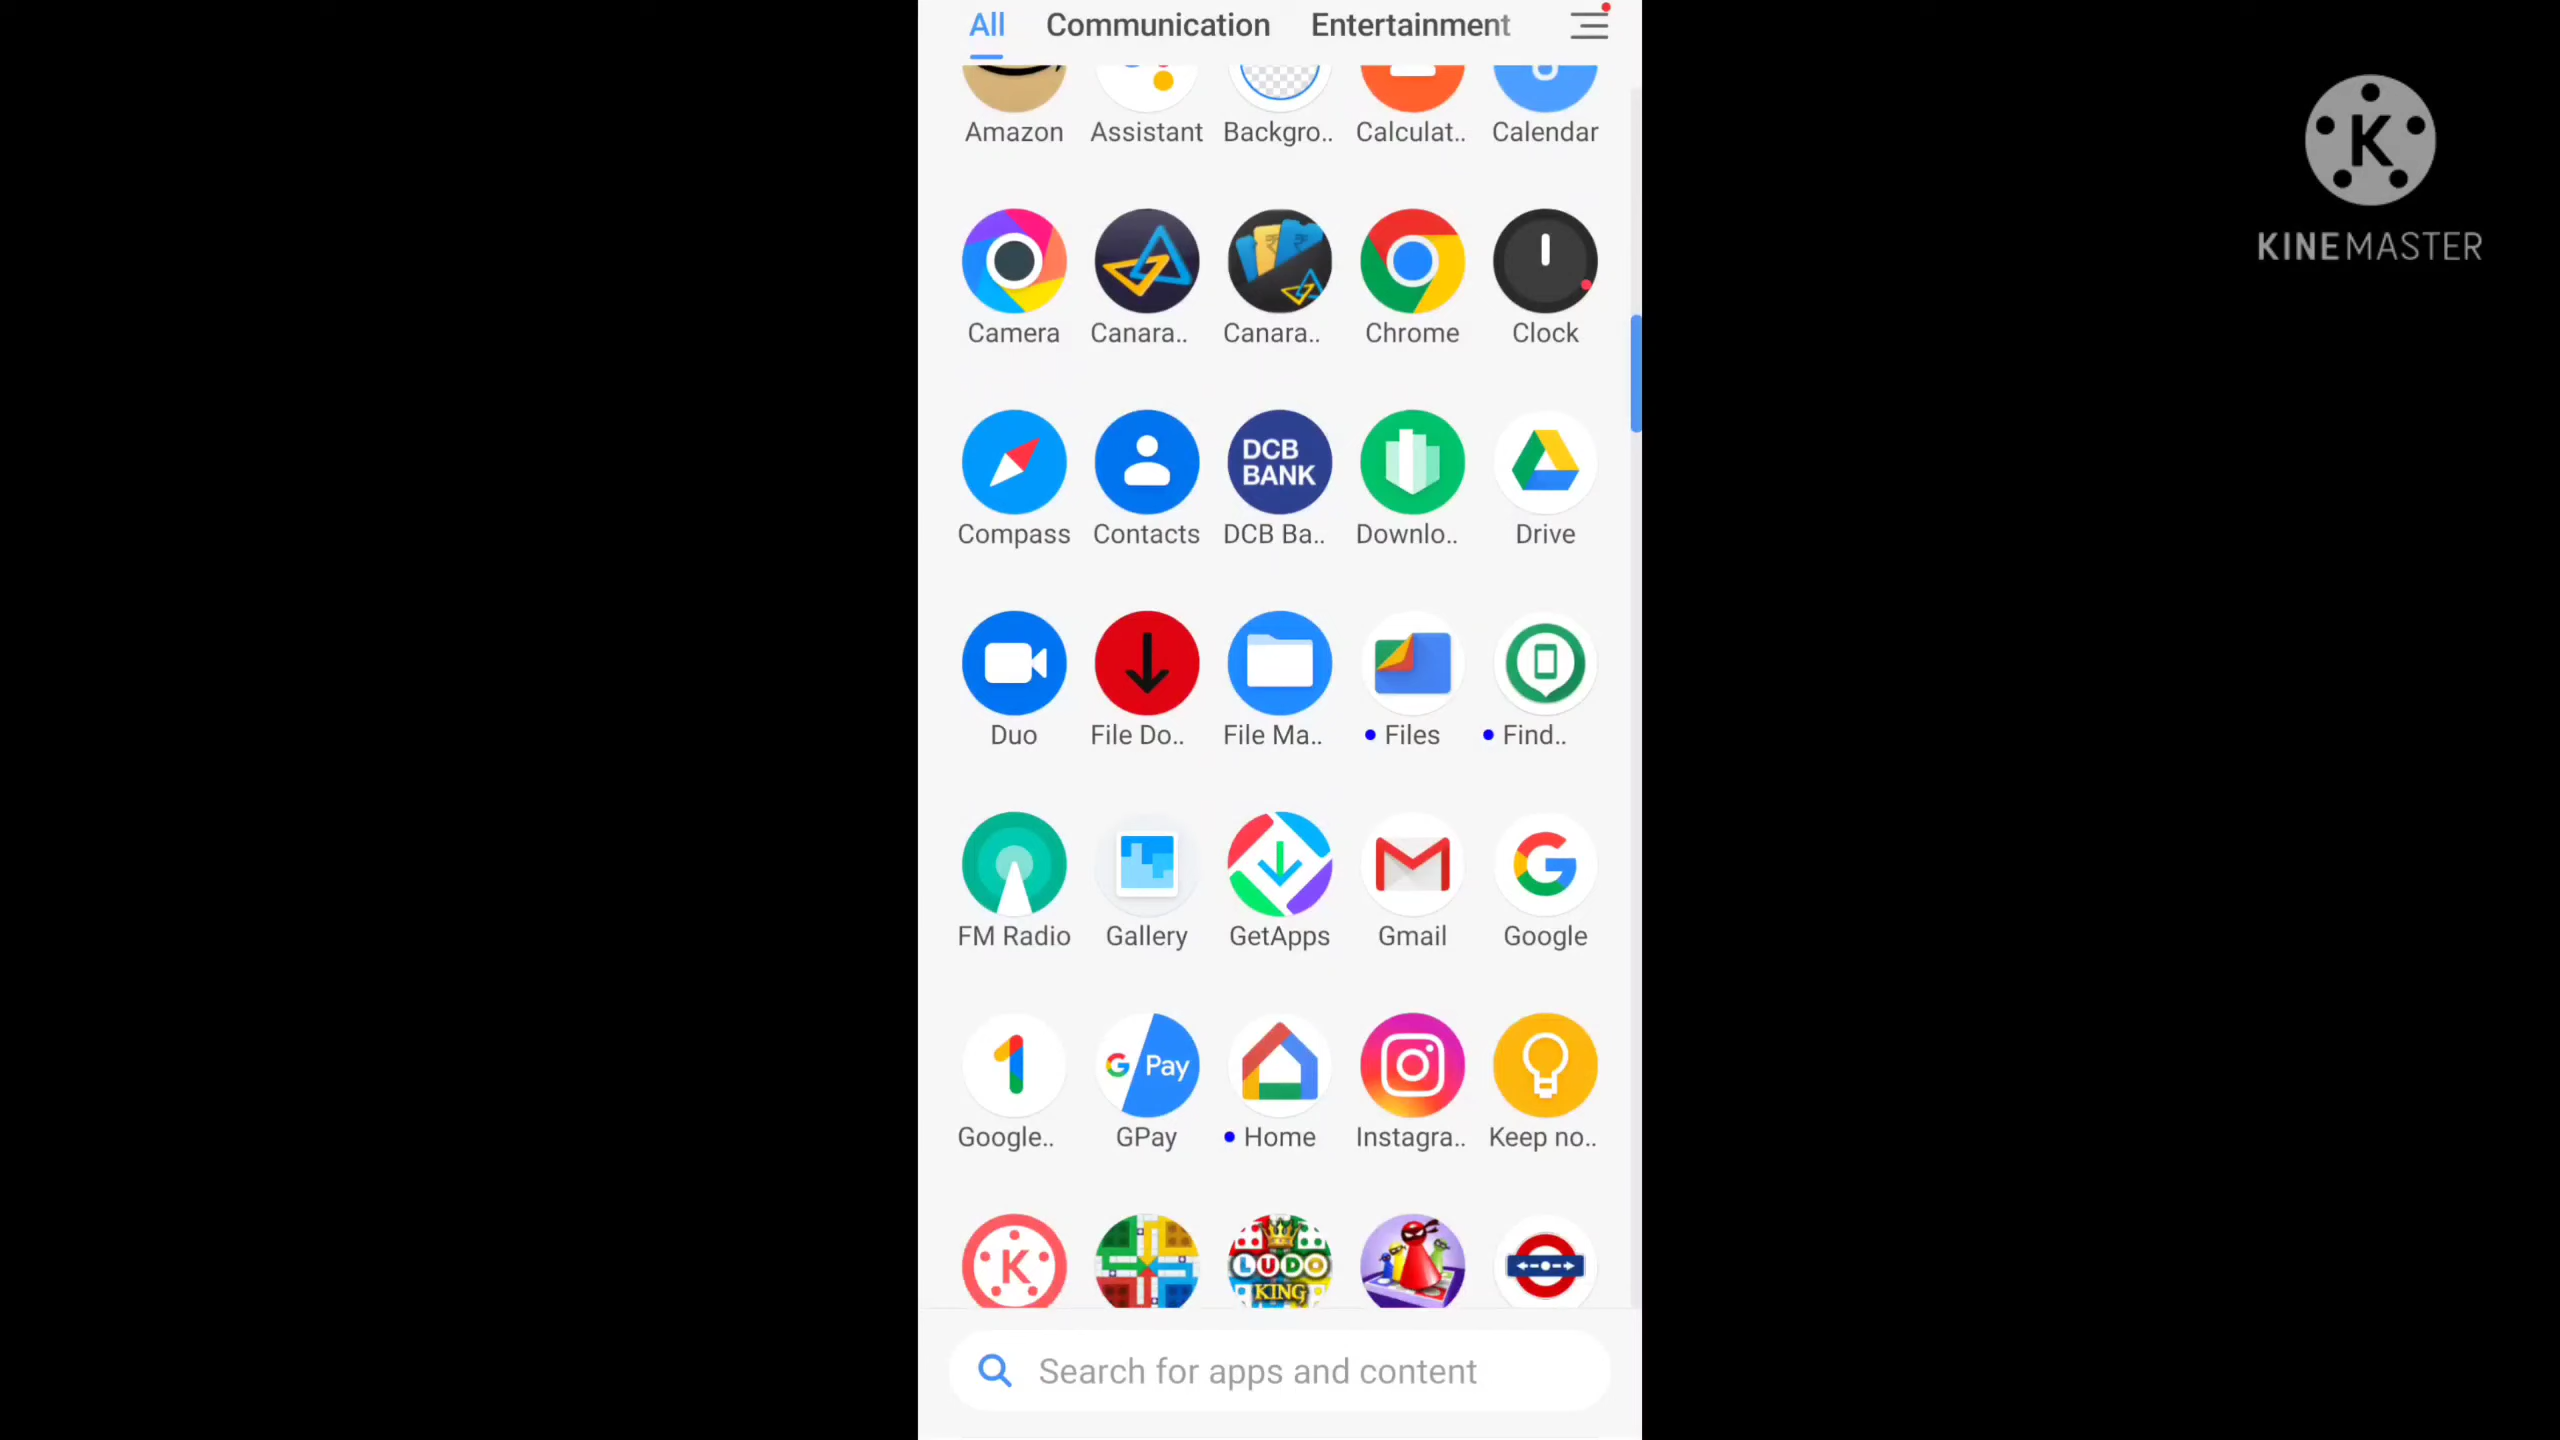 All Communication Entertainment
Amazon Assistant Backgro.. Calculat.. Calendar
K
KINEMASTER
Camera Canara.. Canara.. Chrome Clock
DCB
BANK
Compass Contacts DCB Ba.. Downlo.. Drive
Duo File Do.. File Ma.. Files Find..
FM Radio Gallery GetApps Gmail Google
G Pay
Google.. GPay Home Instagra.. Keep no..
K
LUDO
KING
Search for apps and content